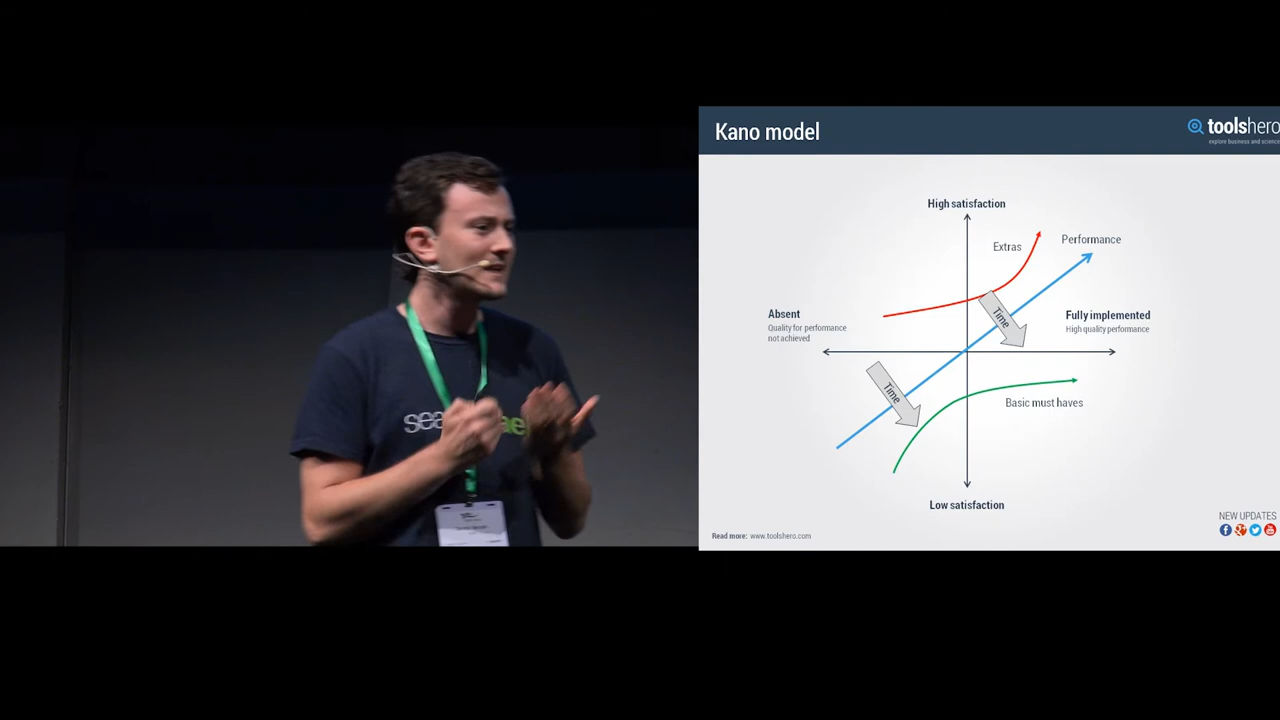 Kano model
toolshero
explore business and science
High satisfaction
Extras
Performance
Absent
Quality for performance
not achieved
Time
Fully implemented
High quality performance
Time
Basic must haves
Low satisfaction
NEW UPDATES
Read more: www.toolshero.com
sea